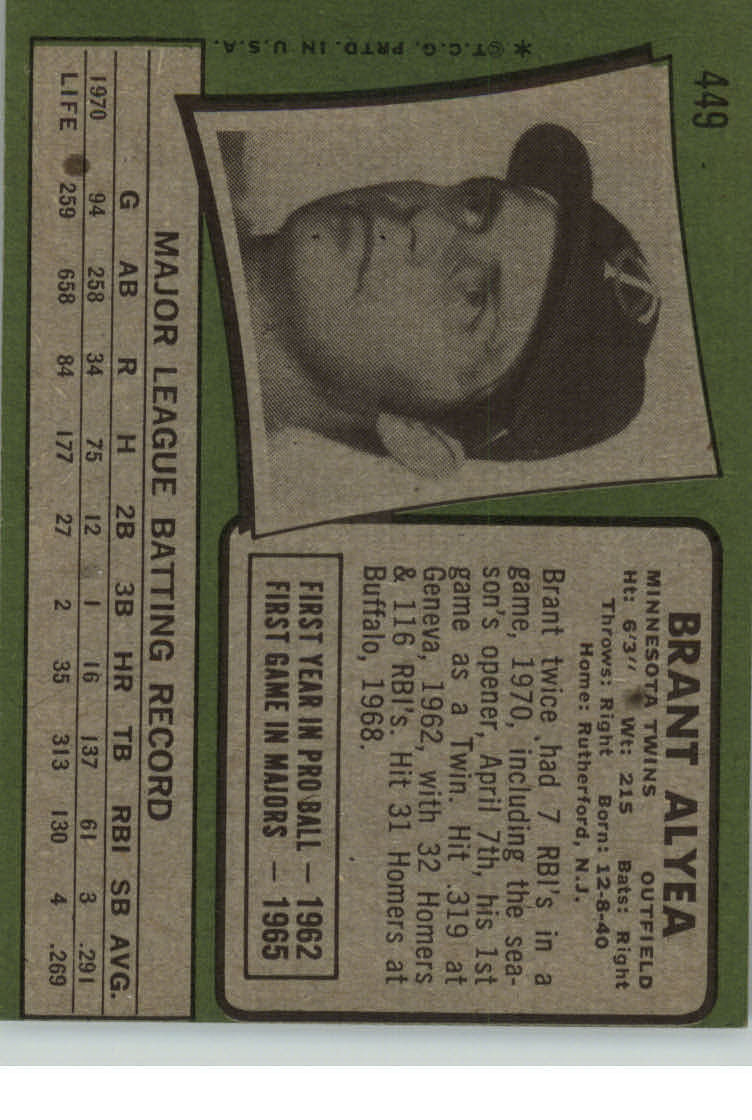 449
BRANT ALYEA
MINNESOTA TWINS OUTFIELD
Ht: 6'3" Wt: 215 Bats: Right
Throws: Right Born: 12-8-40
Home: Rutherford, N.J.
Brant twice had 7 RBI's in a
game, 1970, including the sea-
son's opener, April 7th, his 1st
game as a Twin. Hit .319 at
Geneva, 1962, with 32 Homers
& 116 RBI's. Hit 31 Homers at
Buffalo, 1968.
FIRST YEAR IN PRO BALL — 1962
FIRST GAME IN MAJORS — 1965
MAJOR LEAGUE BATTING RECORD
G AB R H 2B 3B HR TB RBI SB AVG.
1970 94 258 34 75 12 1 16 137 61 3 .291
LIFE 259 658 84 177 27 2 35 313 130 4 .269
*©T.C.G. PRTD. IN U.S.A.